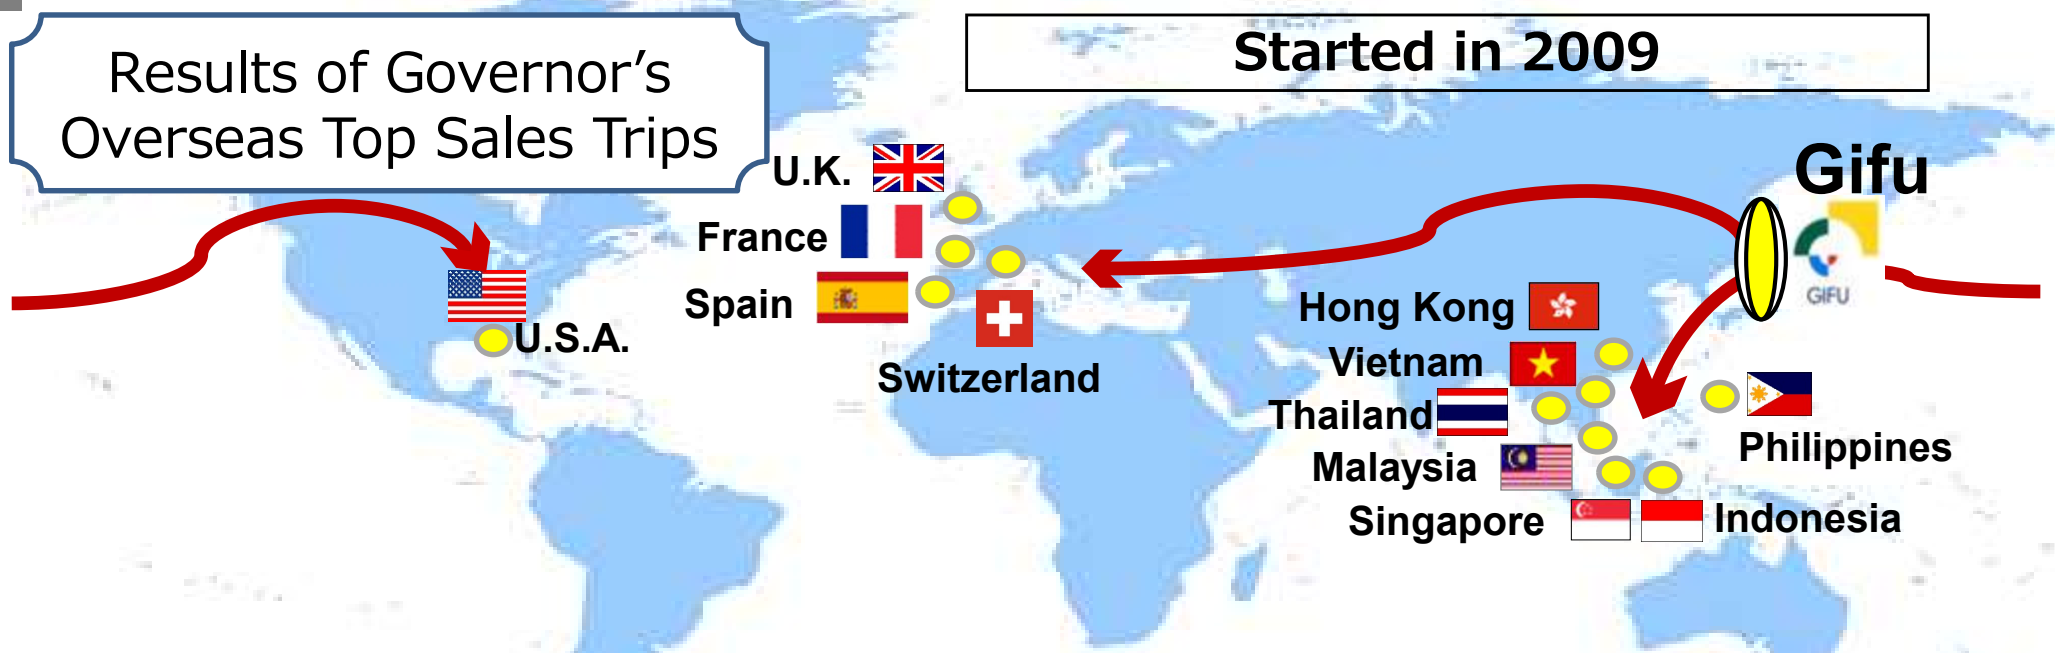 Results of Governor’s
Overseas Top Sales Trips
Started in 2009
Gifu
GIFU
U.K.
France
Spain
Switzerland
U.S.A.
Hong Kong
Vietnam
Thailand
Malaysia
Singapore
Indonesia
Philippines